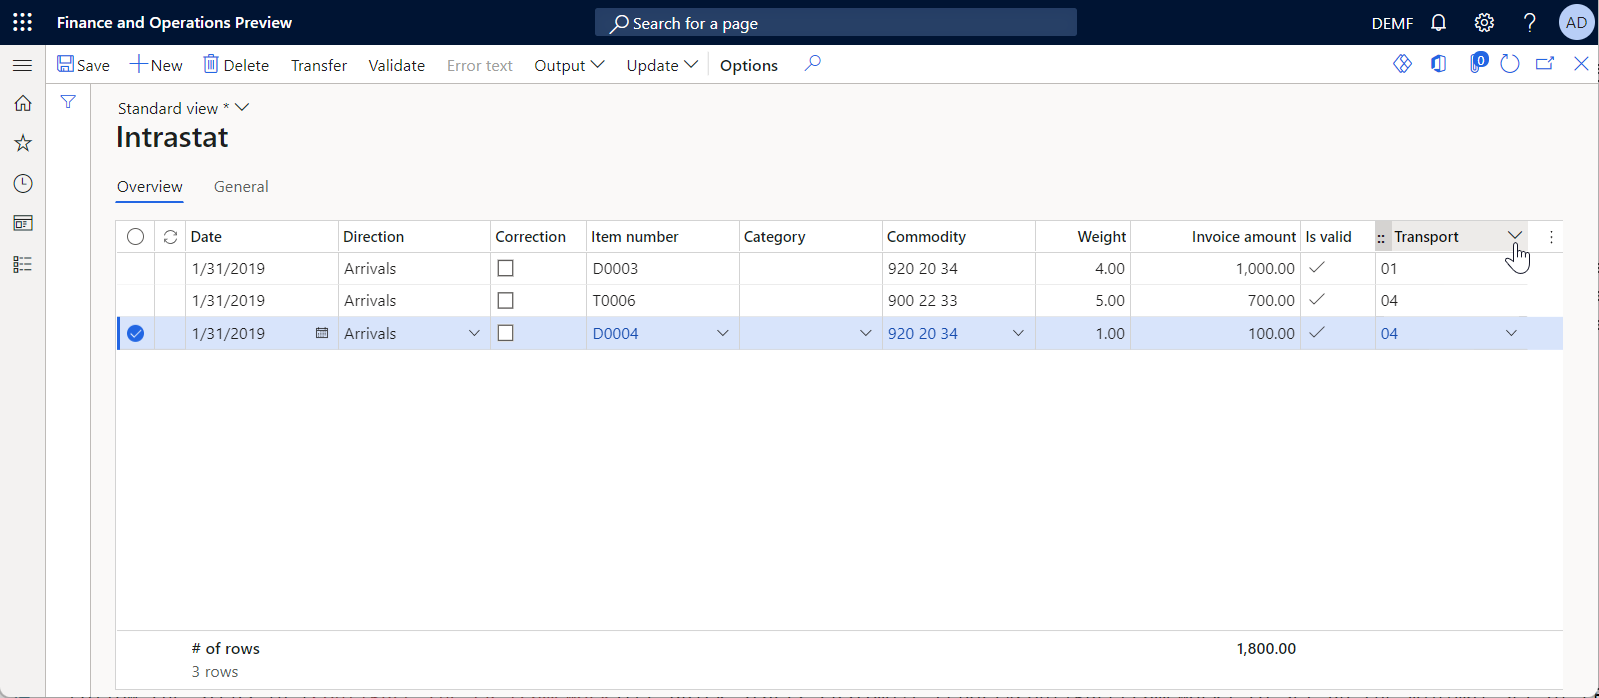 Finance and Operations Preview Search for a page DEMF AD
Save New Delete Transfer Validate Error text Output Update Options 0
Standard view *
Intrastat
Overview General
Date Direction Correction Item number Category Commodity Weight Invoice amount Is valid Transport
1/31/2019 Arrivals D0003 920 20 34 4.00 1,000.00 01
1/31/2019 Arrivals T0006 900 22 33 5.00 700.00 04
1/31/2019 Arrivals D0004 920 20 34 1.00 100.00 04
# of rows 1,800.00
3 rows